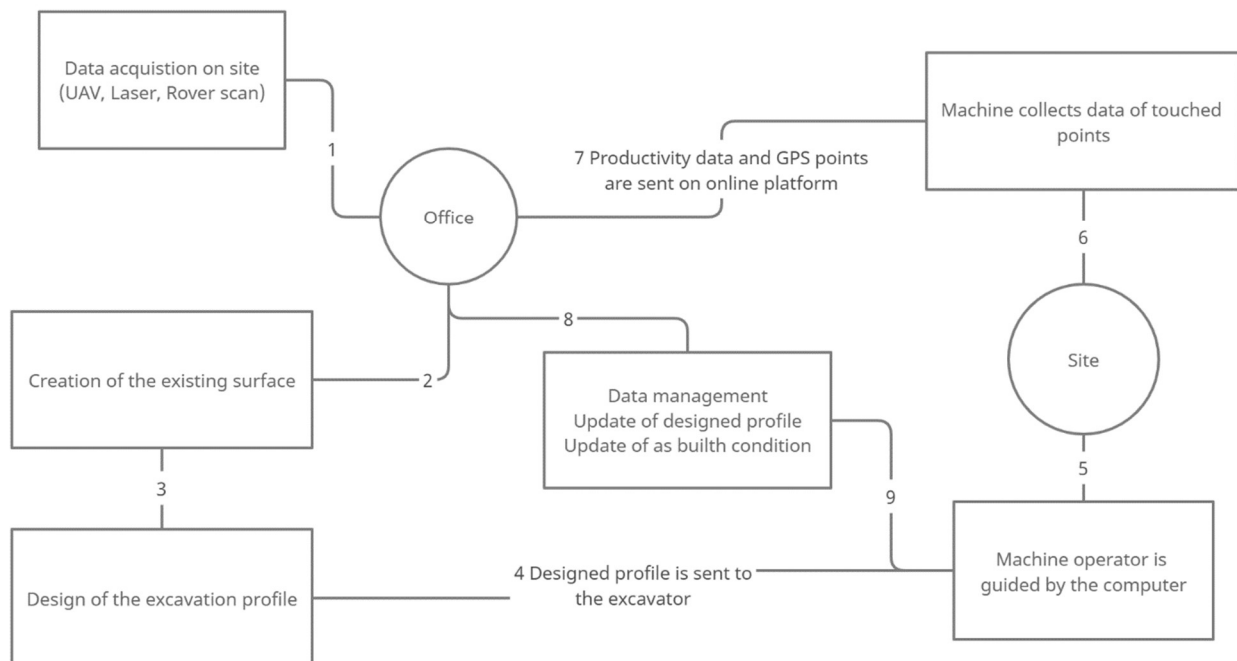 Data acquistion on site
(UAV, Laser, Rover scan)
1
Office
7 Productivity data and GPS points
are sent on online platform
Machine collects data of touched
points
6
Site
5
Creation of the existing surface
2
8
Data management
Update of designed profile
Update of as builth condition
3
9
Design of the excavation profile
4 Designed profile is sent to
the excavator
Machine operator is
guided by the computer